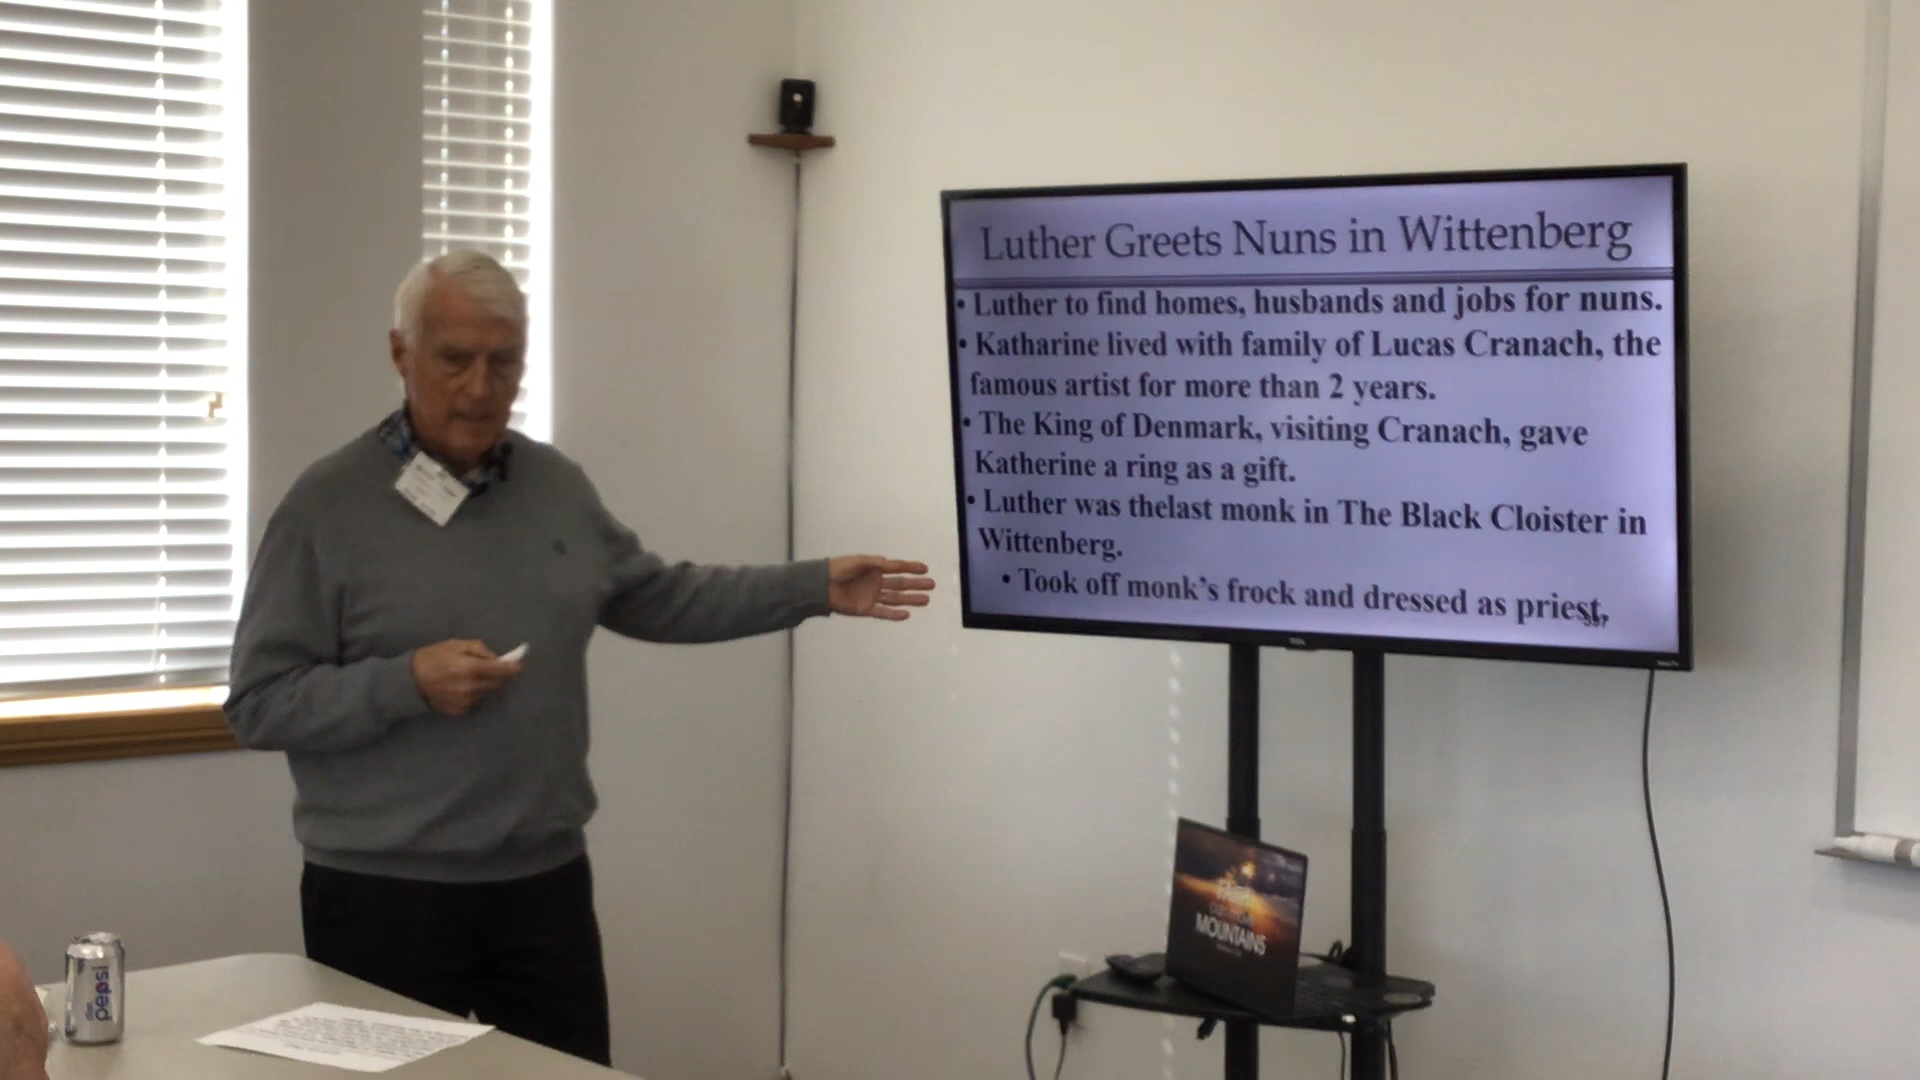 Luther Greets Nuns in Wittenberg
• Luther to find homes, husbands and jobs for nuns.
• Katharine lived with family of Lucas Cranach, the
famous artist for more than 2 years.
• The King of Denmark, visiting Cranach, gave
Katherine a ring as a gift.
• Luther was thelast monk in The Black Cloister in
Wittenberg.
• Took off monk's frock and dressed as priest,
TCL
MOUNTAINS
diet pepsi